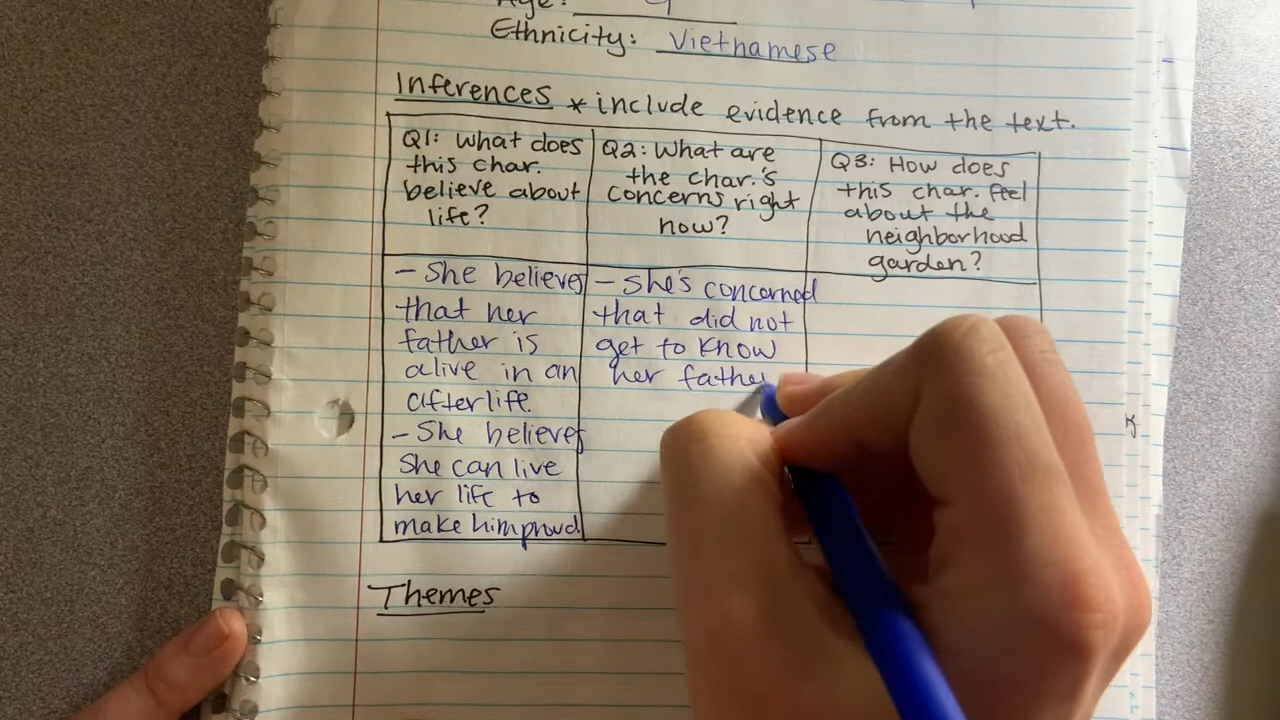 Age: 9
Ethnicity: Vietnamese
Inferences * include evidence from the text.
Q1: What does
this char.
believe about
life?
Q2: What are
the char.'s
concerns right
now?
Q3: How does
this char. feel
about the
neighborhood
garden?
- She believes
that her
father is
alive in an
afterlife.
- She believes
She can live
her life to
make him proud.
- She's concerned
that did not
get to know
her father
Themes